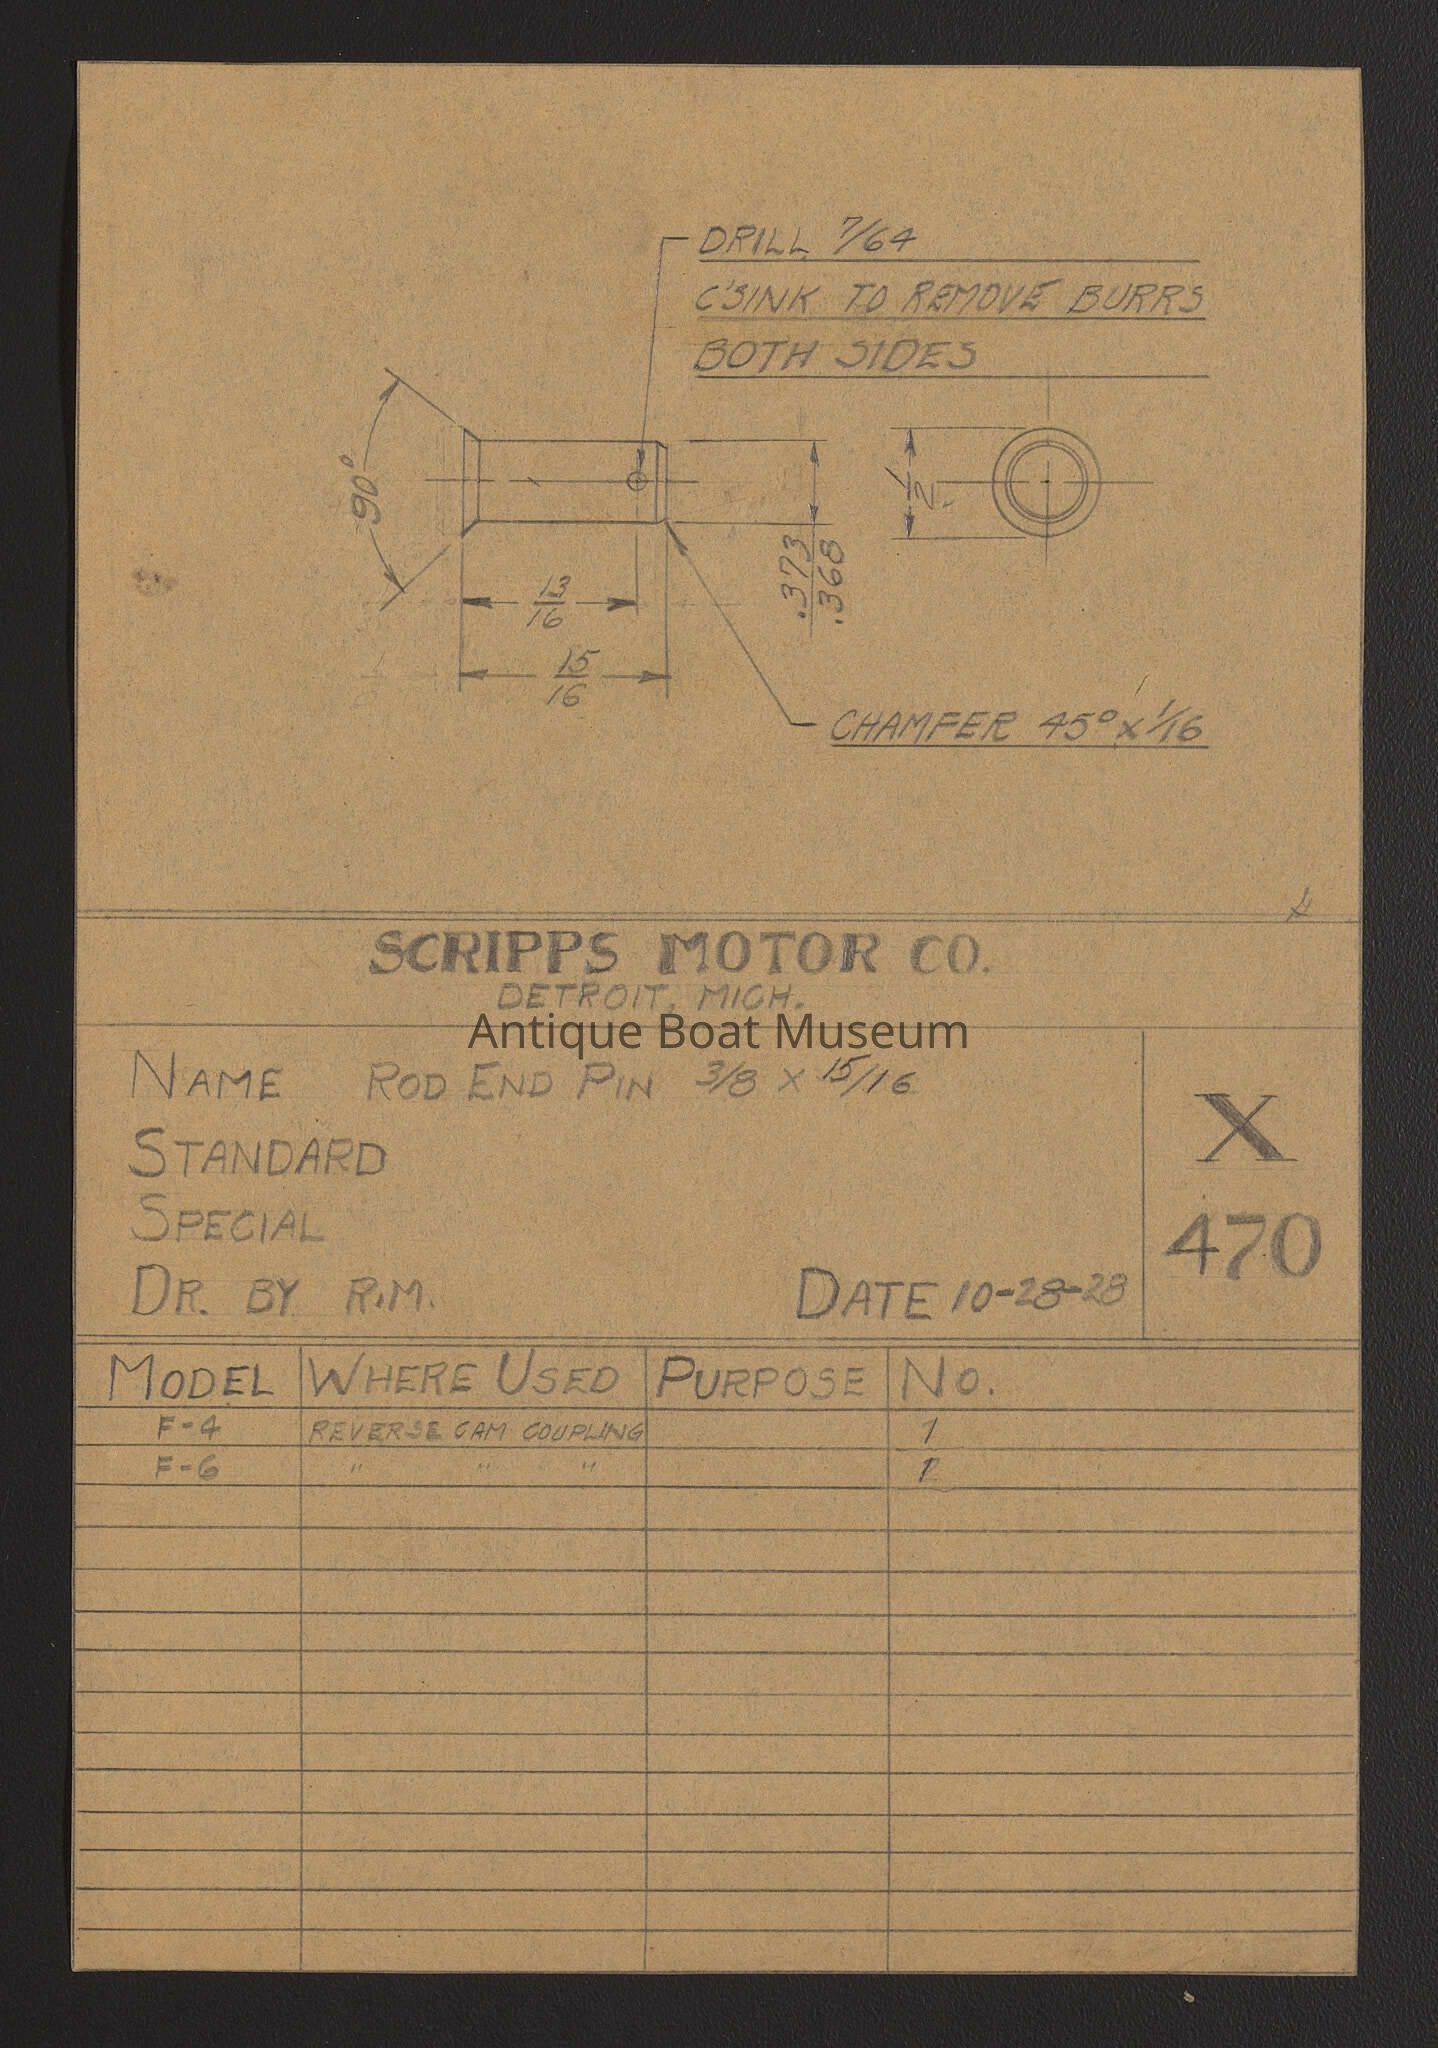 DRILL 7/64
C'SINK TO REMOVE BURRS
BOTH SIDES
90°
1/2
13/16
.373
.368
15/16
CHAMFER 45° x 1/16
SCRIPPS MOTOR CO.
DETROIT, MICH.
Antique Boat Museum
NAME ROD END PIN 3/8 X 15/16
STANDARD
X
SPECIAL
470
DR. BY R.M. DATE 10-28-28
MODEL WHERE USED PURPOSE NO.
F-4 REVERSE CAM COUPLING 1
F-6 " " " 1